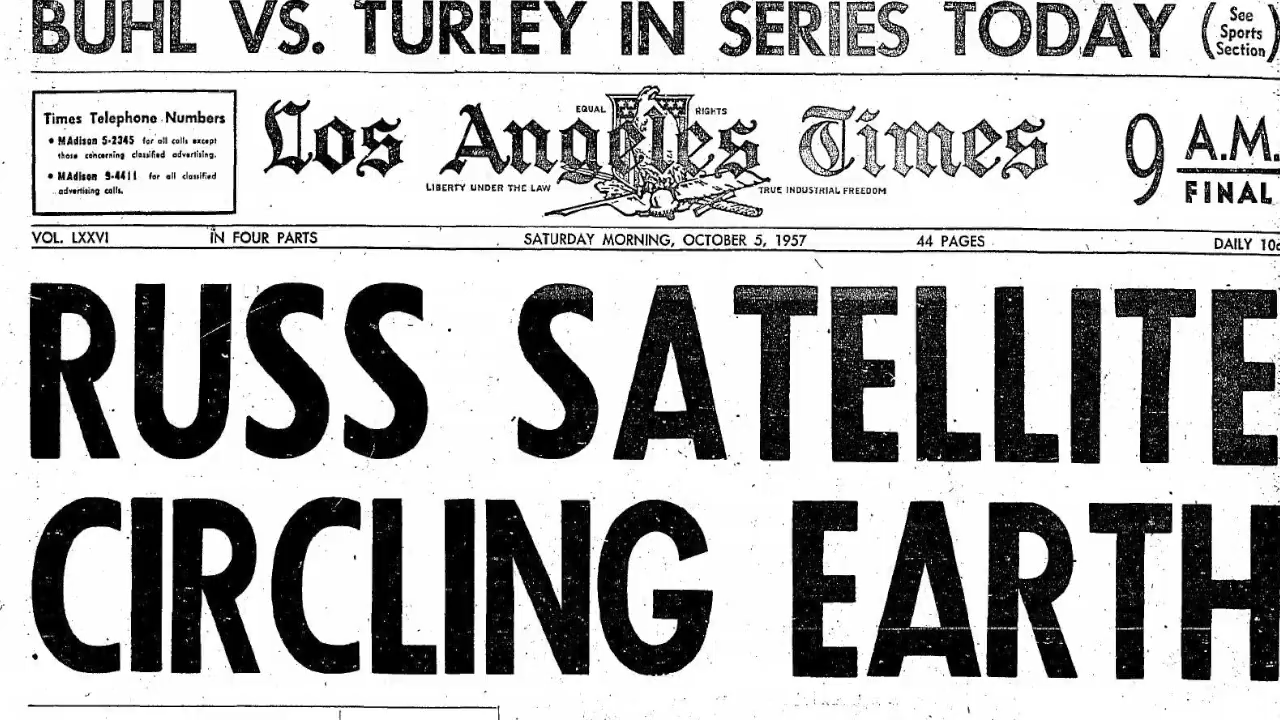 BUHL VS. TURLEY IN SERIES TODAY (See Sports Section)
Times Telephone Numbers
• MAdison 5-2345 for all calls except
those concerning classified advertising.
• MAdison 9-4411 for all classified
advertising calls.
EQUAL RIGHTS
Los Angeles Times
LIBERTY UNDER THE LAW TRUE INDUSTRIAL FREEDOM
9 A.M.
FINAL
VOL. LXXVI IN FOUR PARTS SATURDAY MORNING, OCTOBER 5, 1957 44 PAGES DAILY 10c
RUSS SATELLITE
CIRCLING EARTH